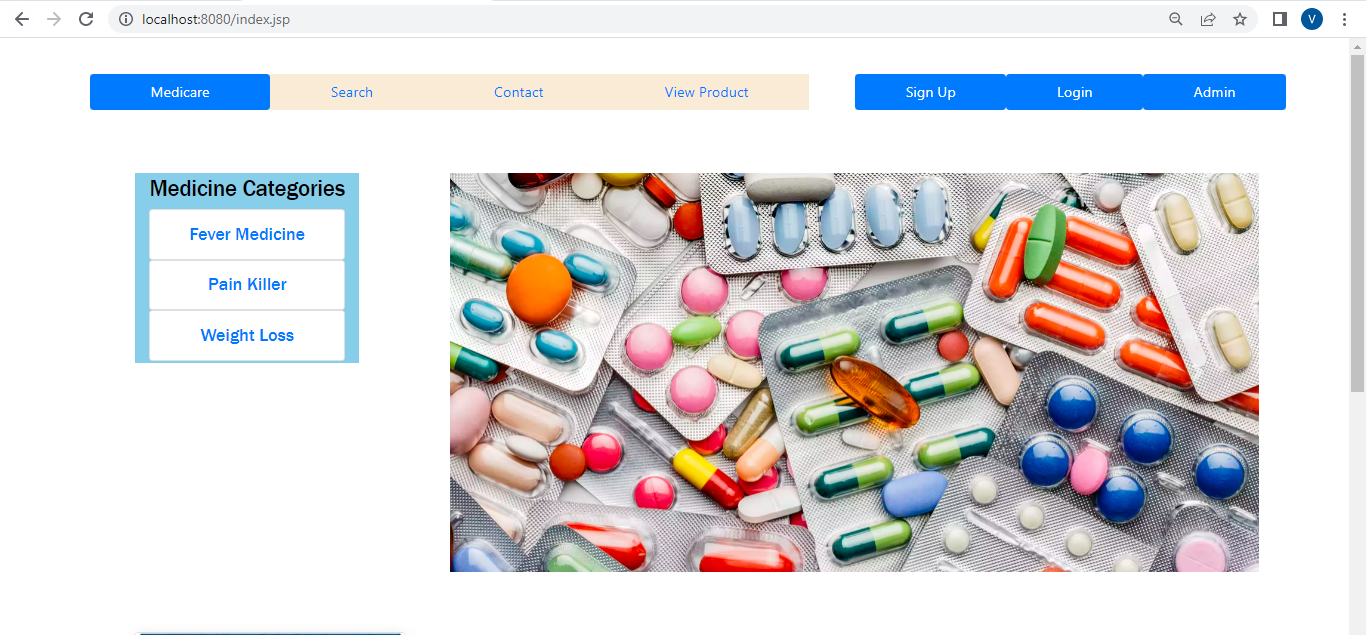 localhost:8080/index.jsp
V
Medicare Search Contact View Product Sign Up Login Admin
Medicine Categories
Fever Medicine
Pain Killer
Weight Loss